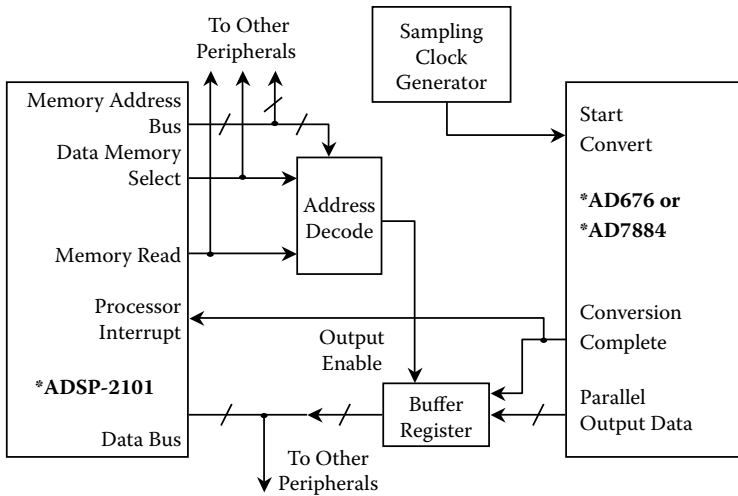 To Other
Peripherals
Sampling
Clock
Generator
Memory Address
Bus
Data Memory
Select
Memory Read
Processor
Interrupt
*ADSP-2101
Data Bus
Address
Decode
Output
Enable
Buffer
Register
To Other
Peripherals
Start
Convert
*AD676 or
*AD7884
Conversion
Complete
Parallel
Output Data